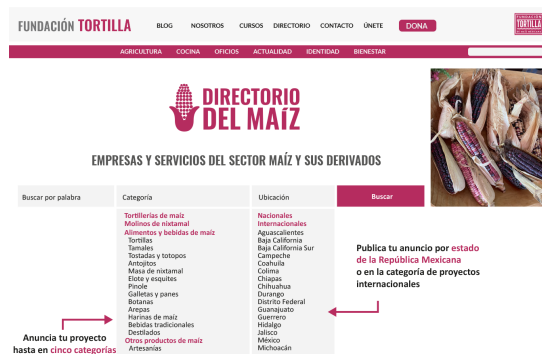 FUNDACIÓN TORTILLA
BLOG NOSOTROS CURSOS DIRECTORIO CONTACTO ÚNETE DONA
FUNDACIÓN
TORTILLA
AGRICULTURA COCINA OFICIOS ACTUALIDAD IDENTIDAD BIENESTAR
DIRECTORIO
DEL MAÍZ
EMPRESAS Y SERVICIOS DEL SECTOR MAÍZ Y SUS DERIVADOS
Buscar por palabra
Categoría
Ubicación
Buscar
Tortillerías de maíz
Molinos de nixtamal
Alimentos y bebidas de maíz
Tortillas
Tamales
Tostadas y totopos
Antojitos
Masa de nixtamal
Elote y esquites
Pinole
Galletas y panes
Botanas
Arepas
Harinas de maíz
Bebidas tradicionales
Destilados
Otros productos de maíz
Artesanías
Nacionales
Internacionales
Aguascalientes
Baja California
Baja California Sur
Campeche
Coahuila
Colima
Chiapas
Chihuahua
Durango
Distrito Federal
Guanajuato
Guerrero
Hidalgo
Jalisco
México
Michoacán
Anuncia tu proyecto
hasta en cinco categorías
Publica tu anuncio por estado
de la República Mexicana
o en la categoría de proyectos
internacionales